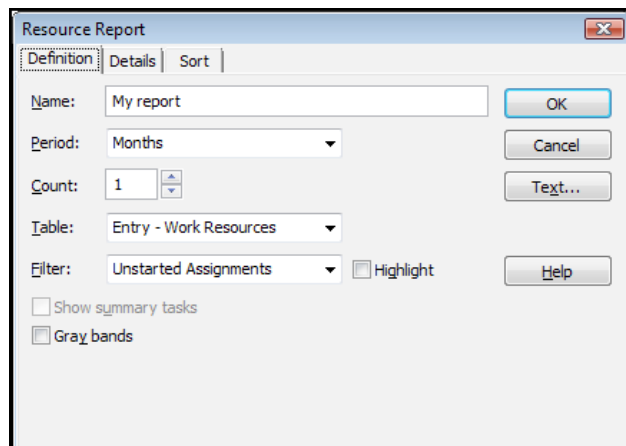 Resource Report
Definition Details Sort
Name: My report OK
Period: Months Cancel
Count: 1 Text...
Table: Entry - Work Resources
Filter: Unstarted Assignments Highlight Help
Show summary tasks
Gray bands